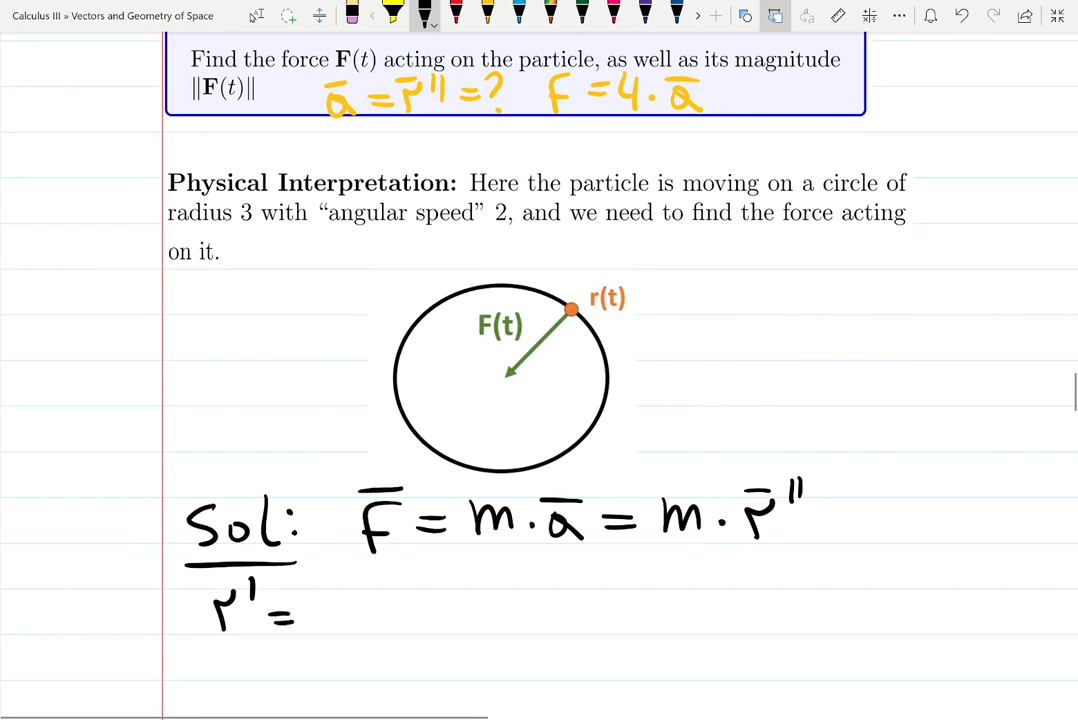 Calculus III » Vectors and Geometry of Space
Find the force F(t) acting on the particle, as well as its magnitude
||F(t)||
a̅ = r̅'' = ? F = 4 · a̅
Physical Interpretation: Here the particle is moving on a circle of
radius 3 with “angular speed” 2, and we need to find the force acting
on it.
r(t)
F(t)
Sol: F̅ = m · a̅ = m · r̅''
r' =